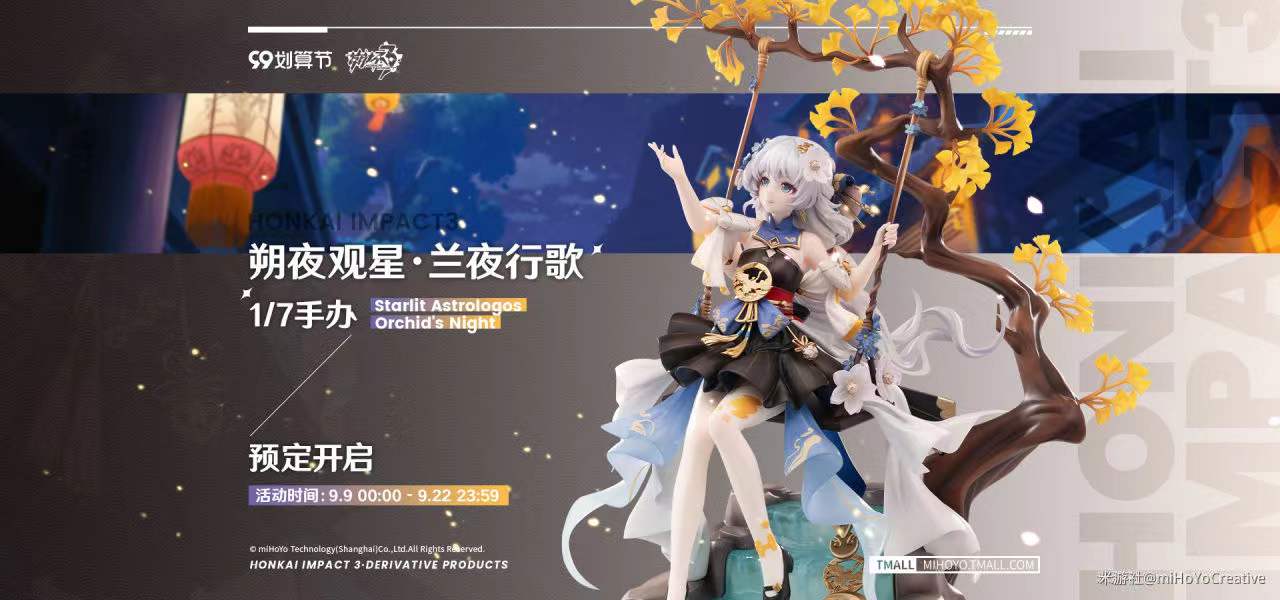 99划算节
崩坏3
HONKAI IMPACT3
朔夜观星·兰夜行歌
1/7手办
Starlit Astrologos
Orchid's Night
预定开启
活动时间:9.9 00:00 - 9.22 23:59
© miHoYo Technology(Shanghai)Co.,Ltd.All Rights Reserved.
HONKAI IMPACT 3·DERIVATIVE PRODUCTS
TMALL MIHOYO.TMALL.COM
HONKAI
IMPACT3
米游社@miHoYoCreative